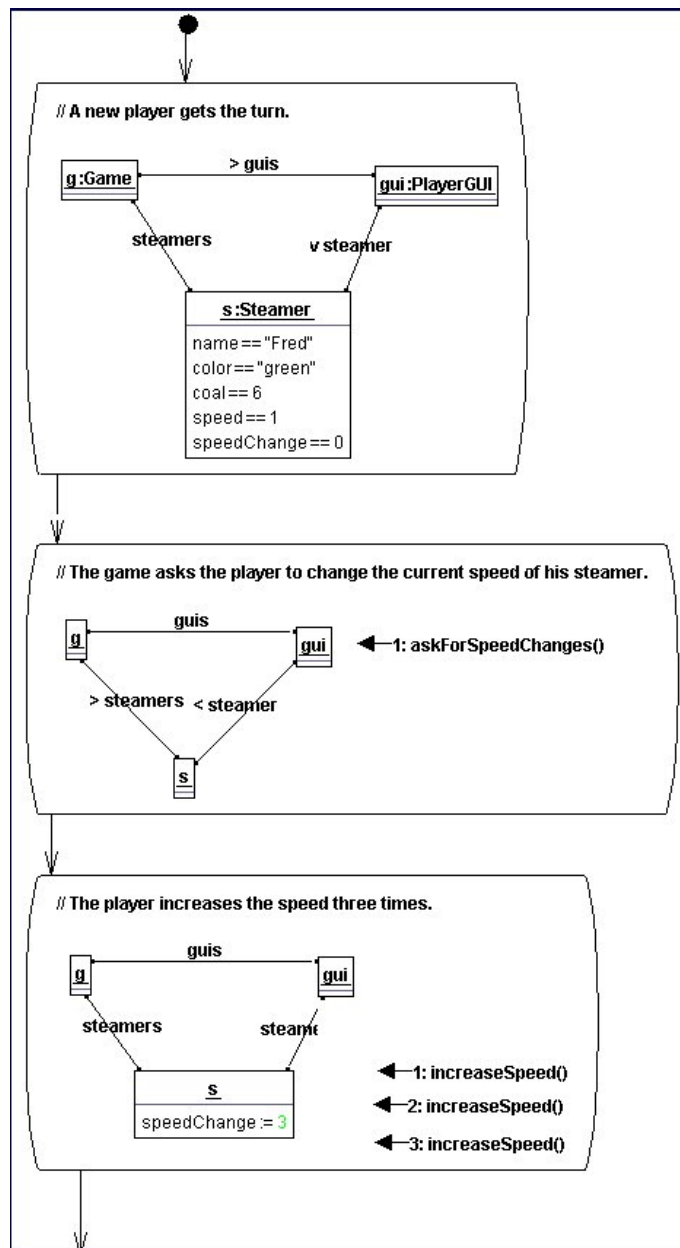 // A new player gets the turn.
> guis
g :Game
gui :PlayerGUI
steamers
v steamer
s :Steamer
name == "Fred"
color == "green"
coal == 6
speed == 1
speedChange == 0
// The game asks the player to change the current speed of his steamer.
guis
g
gui
1: askForSpeedChanges()
> steamers
< steamer
s
// The player increases the speed three times.
guis
g
gui
steamers
steame
s
speedChange := 3
1: increaseSpeed()
2: increaseSpeed()
3: increaseSpeed()